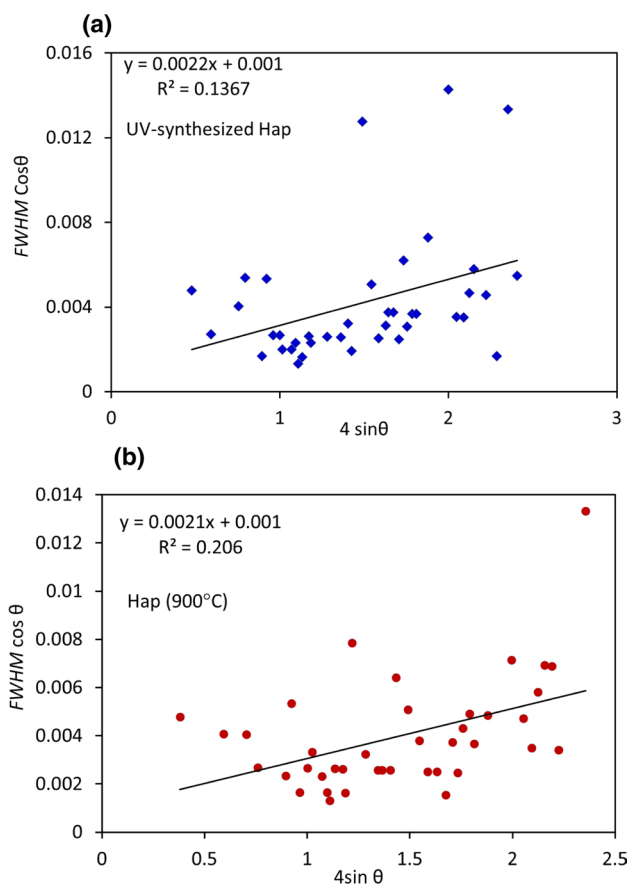 (a)
0.016
0.012
0.008
0.004
0
FWHM Cosθ
y = 0.0022x + 0.001
R² = 0.1367
UV-synthesized Hap
0 1 2 3
4 sinθ
(b)
0.014
0.012
0.01
0.008
0.006
0.004
0.002
0
FWHM cos θ
y = 0.0021x + 0.001
R² = 0.206
Hap (900°C)
0 0.5 1 1.5 2 2.5
4sin θ